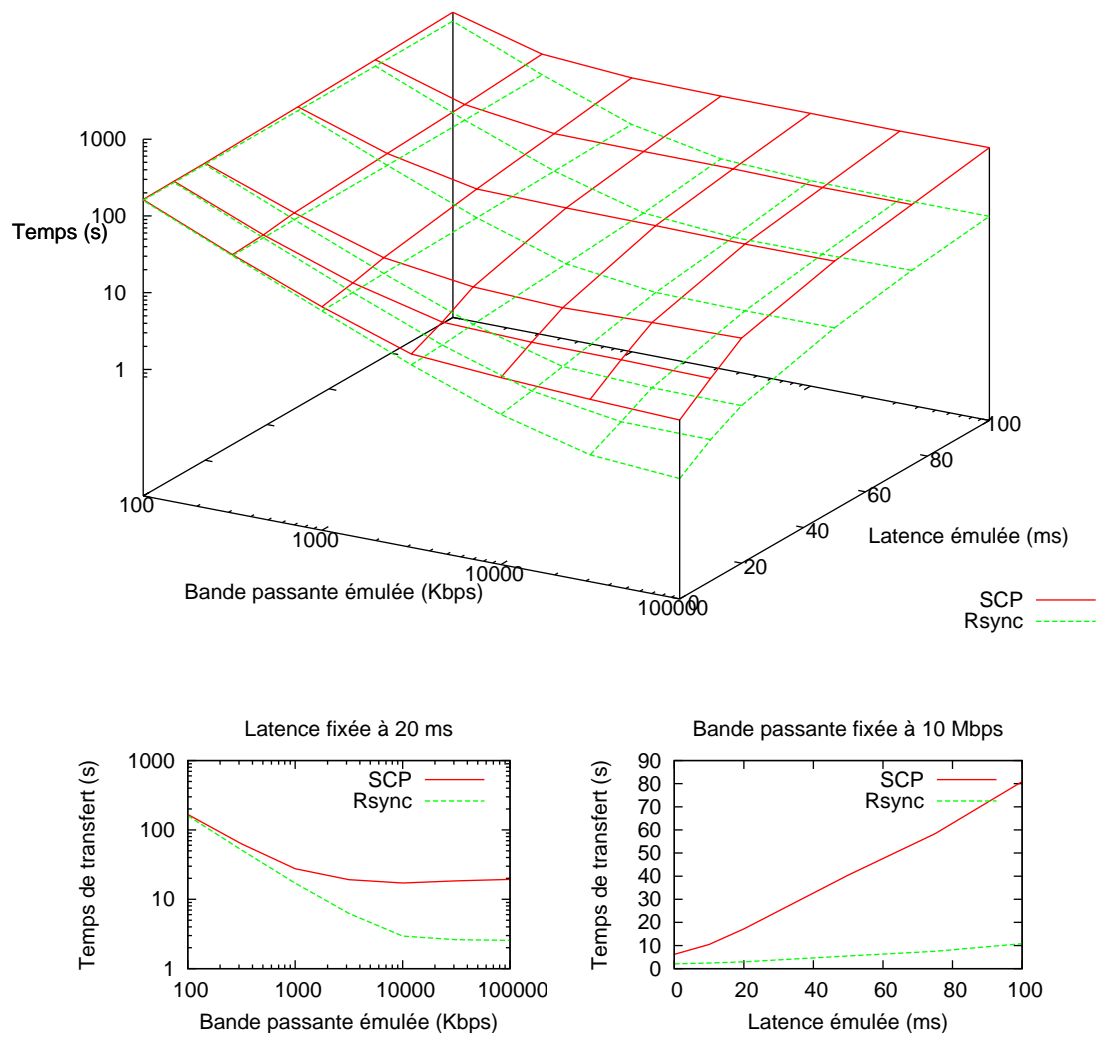 1000
100
Temps (s)
10
1
100
1000
10000
100000
0
20
40
60
80
100
Bande passante émulée (Kbps)
Latence émulée (ms)
SCP
Rsync
Latence fixée à 20 ms
Temps de transfert (s)
1000
100
10
1
SCP
Rsync
100
1000
10000
100000
Bande passante émulée (Kbps)
Bande passante fixée à 10 Mbps
Temps de transfert (s)
90
80
70
60
50
40
30
20
10
0
SCP
Rsync
0
20
40
60
80
100
Latence émulée (ms)